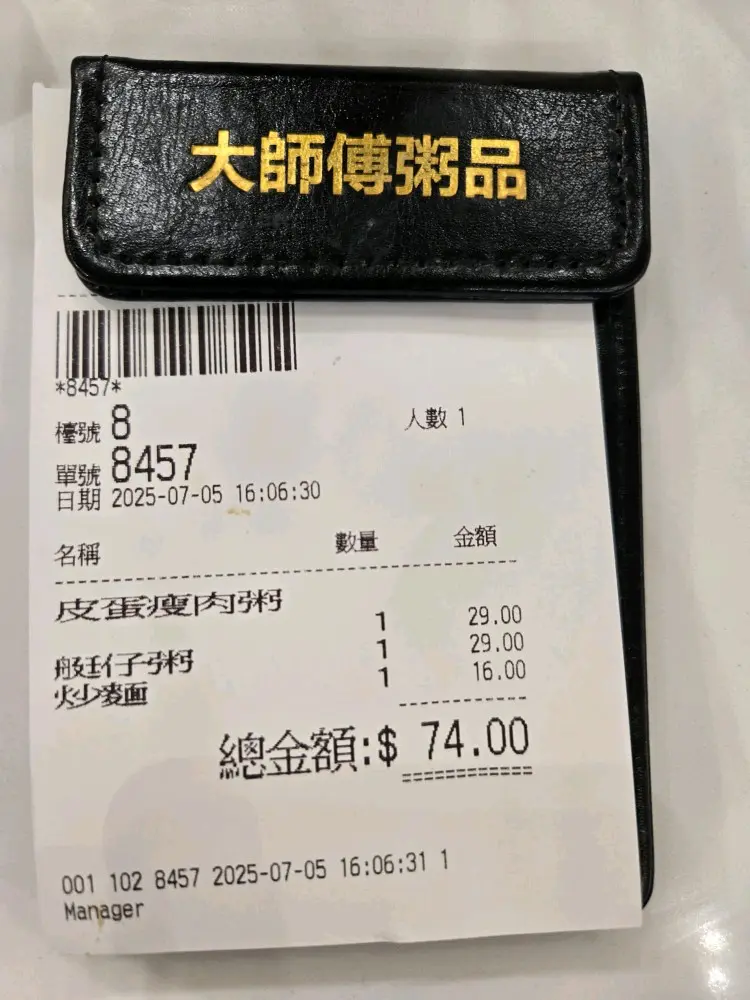 大師傅粥品
*8457*
檯號 8 人數 1
單號 8457
日期 2025-07-05 16:06:30
名稱 數量 金額
皮蛋瘦肉粥 1 29.00
艇仔粥 1 29.00
炒麵 1 16.00
總金額:$ 74.00
001 102 8457 2025-07-05 16:06:31 1
Manager